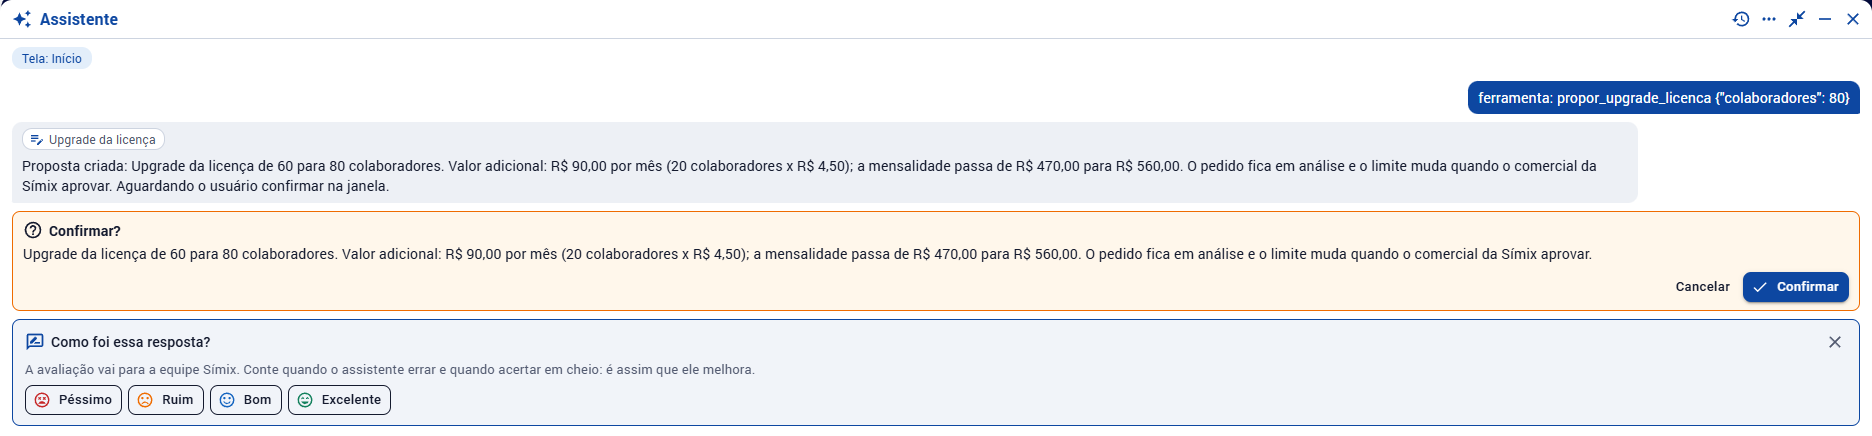 Assistente
Tela: Início
ferramenta: propor_upgrade_licenca {"colaboradores": 80}
Upgrade da licença
Proposta criada: Upgrade da licença de 60 para 80 colaboradores. Valor adicional: R$ 90,00 por mês (20 colaboradores x R$ 4,50); a mensalidade passa de R$ 470,00 para R$ 560,00. O pedido fica em análise e o limite muda quando o comercial da
Símix aprovar. Aguardando o usuário confirmar na janela.
Confirmar?
Upgrade da licença de 60 para 80 colaboradores. Valor adicional: R$ 90,00 por mês (20 colaboradores x R$ 4,50); a mensalidade passa de R$ 470,00 para R$ 560,00. O pedido fica em análise e o limite muda quando o comercial da Símix aprovar.
Cancelar
Confirmar
Como foi essa resposta?
A avaliação vai para a equipe Símix. Conte quando o assistente errar e quando acertar em cheio: é assim que ele melhora.
Péssimo
Ruim
Bom
Excelente